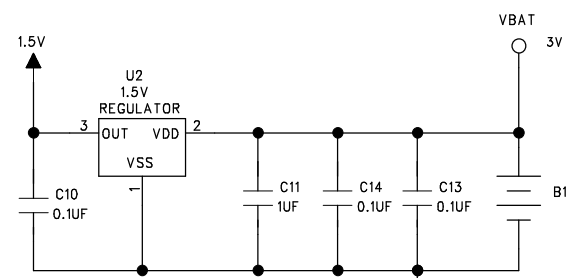 VBAT
1.5V
3V
U2
1.5V
REGULATOR
3
OUT
VDD
2
VSS
1
C10
0.1UF
C11
1UF
C14
0.1UF
C13
0.1UF
B1